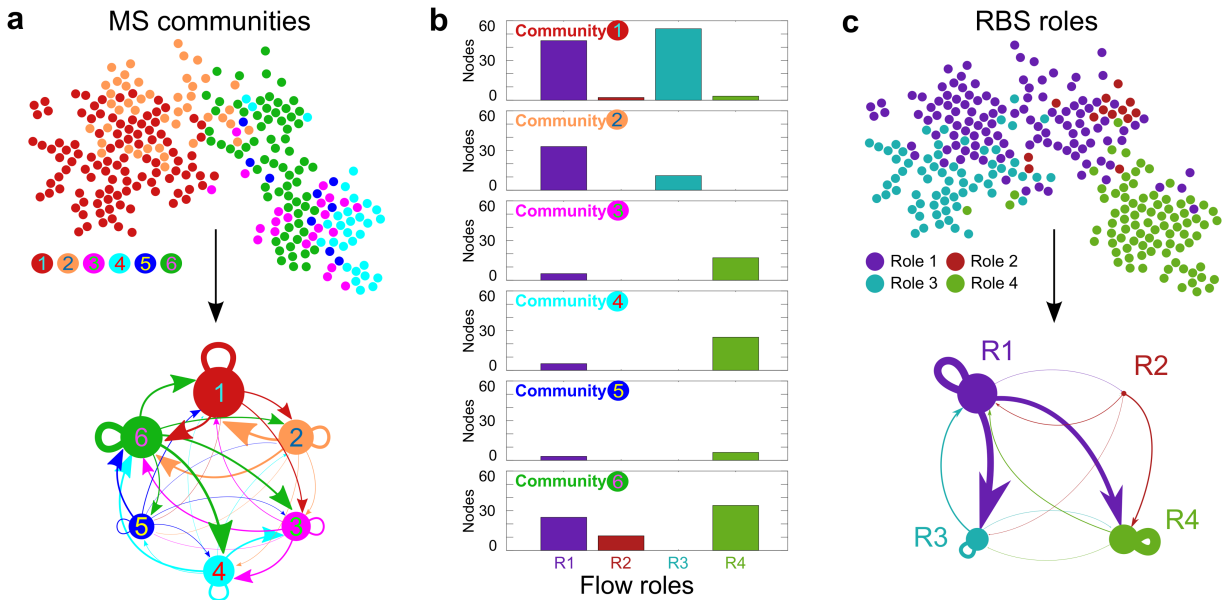 a
MS communities
1 2 3 4 5 6
1
6
2
5
3
4
b
Community 1
Nodes
60
30
0
Community 2
Nodes
60
30
0
Community 3
Nodes
60
30
0
Community 4
Nodes
60
30
0
Community 5
Nodes
60
30
0
Community 6
Nodes
60
30
0
R1 R2 R3 R4
Flow roles
c
RBS roles
Role 1 Role 2
Role 3 Role 4
R1
R2
R3
R4